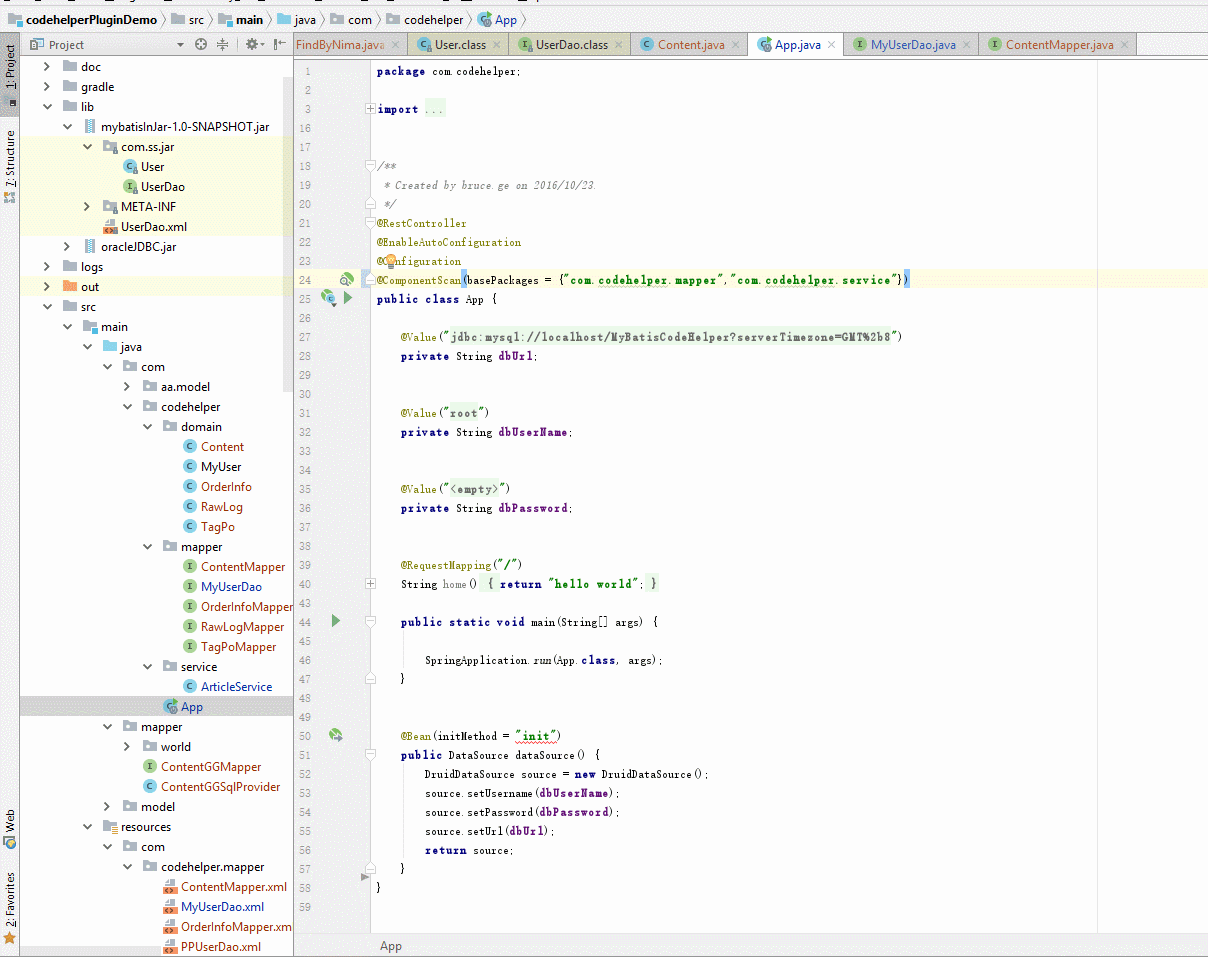 codehelperPluginDemo src main java com codehelper App
Project
FindByNima.java User.class UserDao.class Content.java App.java MyUserDao.java ContentMapper.java
1: Project
7: Structure
Web
2: Favorites
doc
gradle
lib
mybatisInJar-1.0-SNAPSHOT.jar
com.ss.jar
User
UserDao
META-INF
UserDao.xml
oracleJDBC.jar
logs
out
src
main
java
com
aa.model
codehelper
domain
Content
MyUser
OrderInfo
RawLog
TagPo
mapper
ContentMapper
MyUserDao
OrderInfoMapper
RawLogMapper
TagPoMapper
service
ArticleService
App
mapper
world
ContentGGMapper
ContentGGSqlProvider
model
resources
com
codehelper.mapper
ContentMapper.xml
MyUserDao.xml
OrderInfoMapper.xm
PPUserDao.xml
1 package com.codehelper;
2
3 import ...
16
17
18 /**
19 * Created by bruce.ge on 2016/10/23.
20 */
21 @RestController
22 @EnableAutoConfiguration
23 @Configuration
24 @ComponentScan(basePackages = {"com.codehelper.mapper","com.codehelper.service"})
25 public class App {
26
27 @Value("jdbc:mysql://localhost/MyBatisCodeHelper?serverTimezone=GMT%2b8")
28 private String dbUrl;
29
30
31 @Value("root")
32 private String dbUserName;
33
34
35 @Value("<empty>")
36 private String dbPassword;
37
38
39 @RequestMapping("/")
40 String home() { return "hello world"; }
43
44 public static void main(String[] args) {
45
46 SpringApplication.run(App.class, args);
47 }
48
49
50 @Bean(initMethod = "init")
51 public DataSource dataSource() {
52 DruidDataSource source = new DruidDataSource();
53 source.setUsername(dbUserName);
54 source.setPassword(dbPassword);
55 source.setUrl(dbUrl);
56 return source;
57 }
58 }
59
App